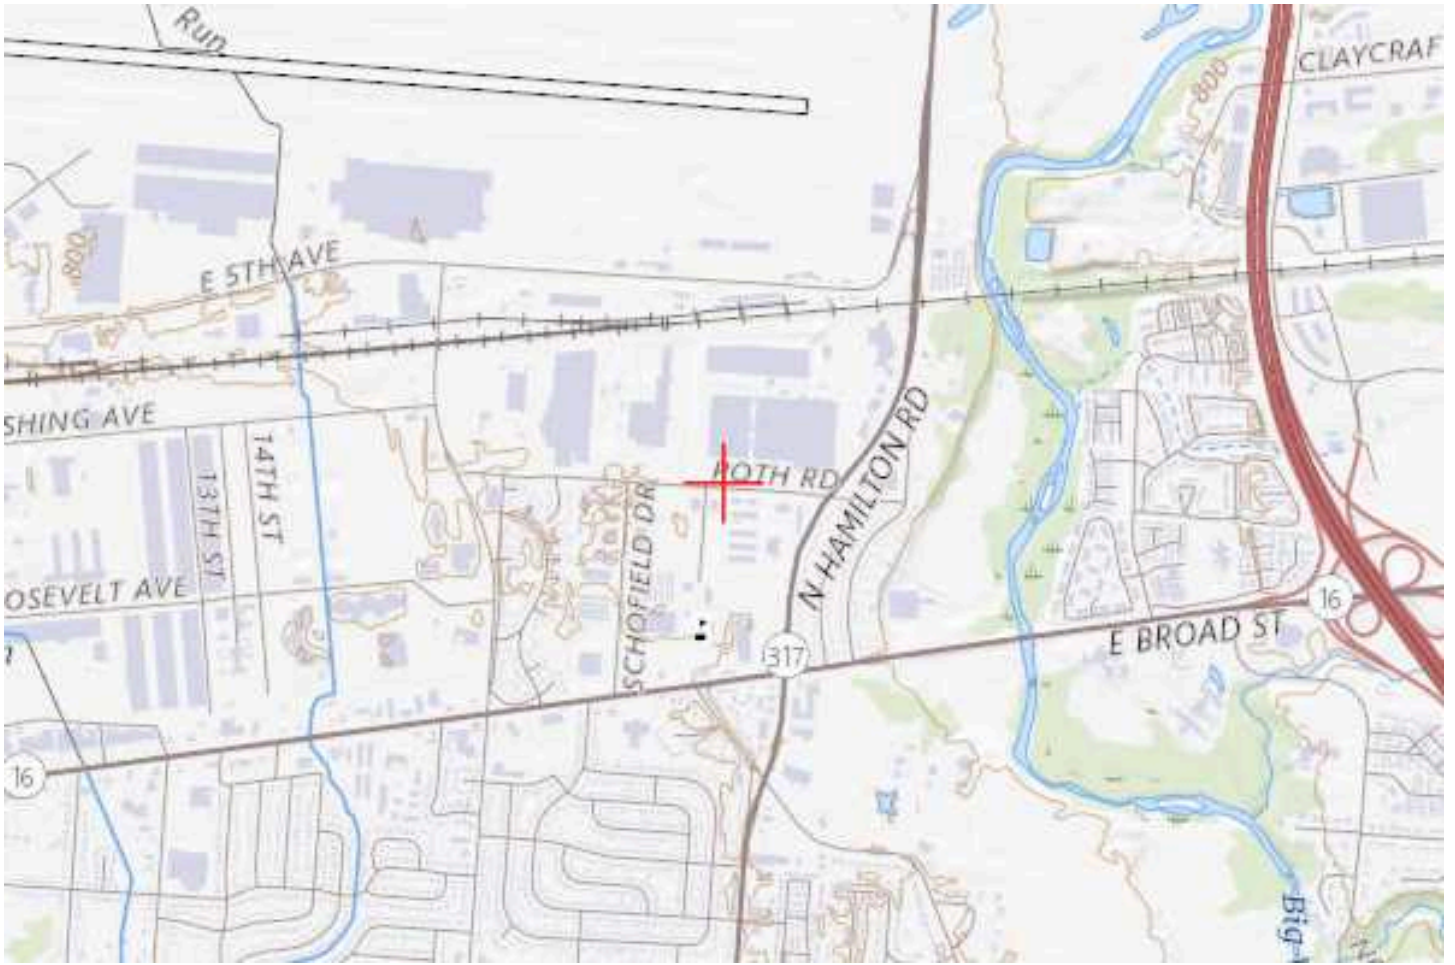 Run
CLAYCRAF
800
800
E 5TH AVE
SHING AVE
14TH ST
13TH ST
ROTH RD
N HAMILTON RD
SCHOFIELD DR
OSEVELT AVE
16
E BROAD ST
317
16
Big